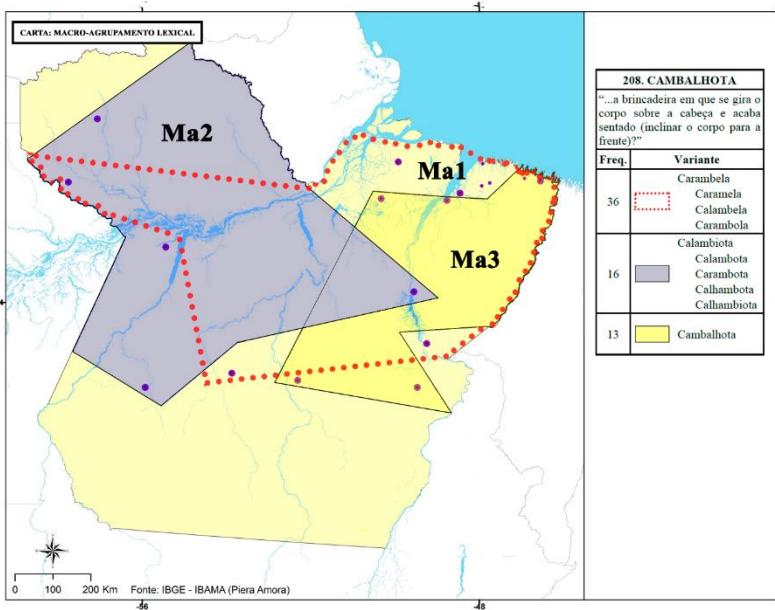 CARTA: MACRO-AGRUPAMENTO LEXICAL
Ma2
Ma1
Ma3
208. CAMBALHOTA
“...a brincadeira em que se gira o
corpo sobre a cabeça e acaba
sentado (inclinar o corpo para a
frente)?”
Freq. Variante
36
Carambela
Caramela
Calambela
Carambola
16
Calambiota
Calambota
Carambota
Calhambota
Calhambiota
13 Cambalhota
0 100 200 Km Fonte: IBGE - IBAMA (Piera Amora)
-56 -48